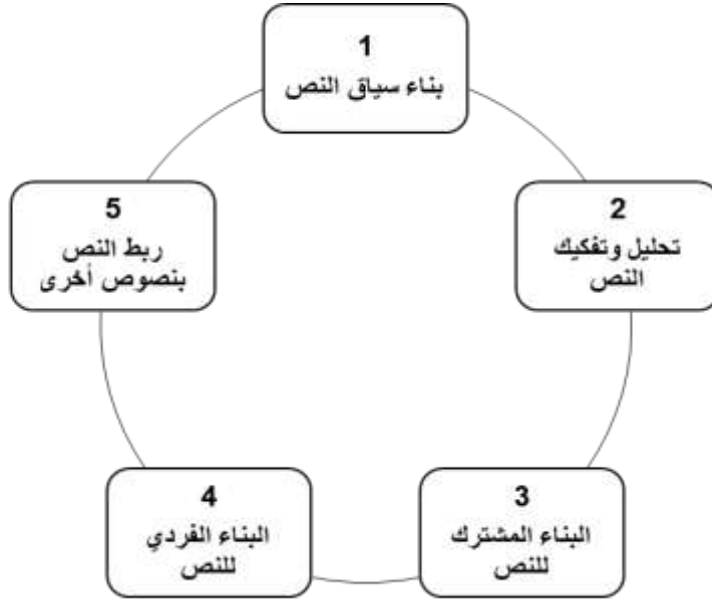 1
بناء سياق النص
2
تحليل وتفكيك
النص
3
البناء المشترك
للنص
4
البناء الفردي
للنص
5
ربط النص
بنصوص أخرى